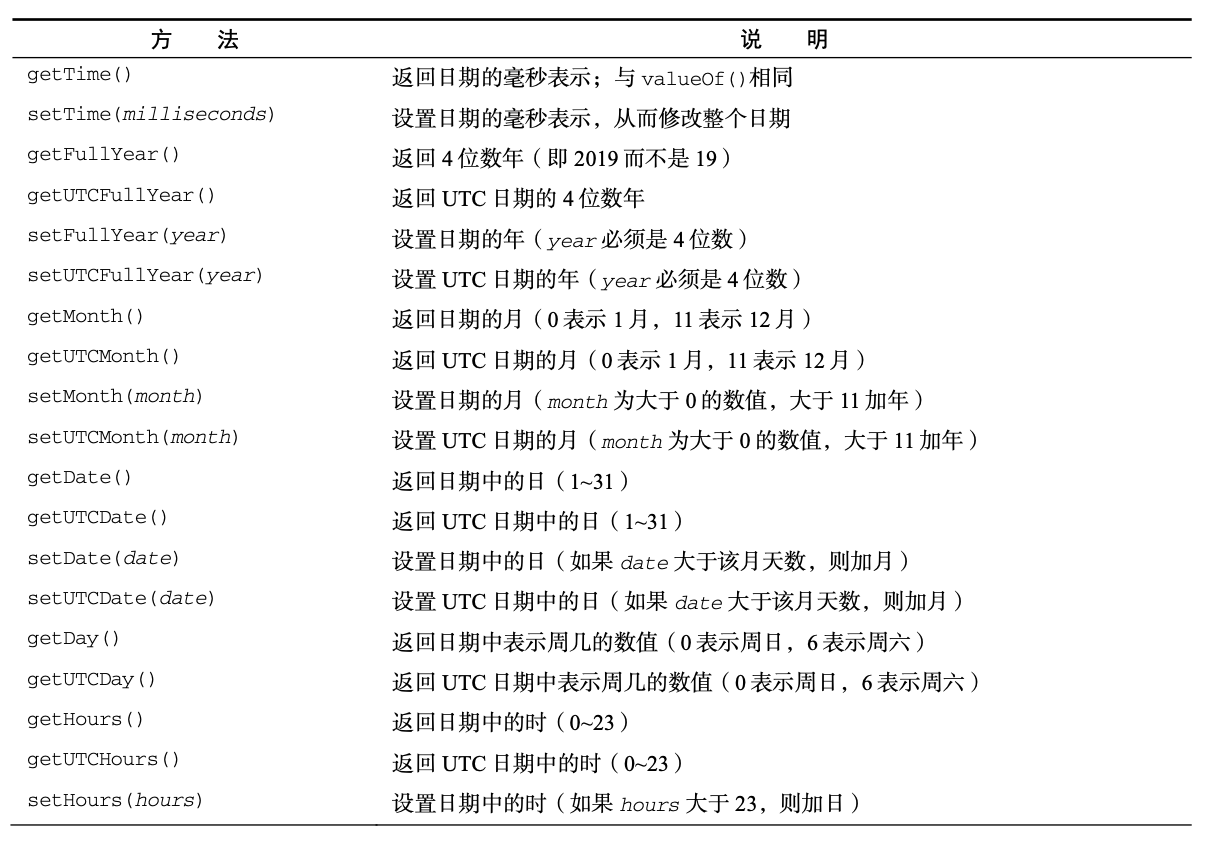 方 法 说 明
getTime() 返回日期的毫秒表示；与 valueOf()相同
setTime(milliseconds) 设置日期的毫秒表示，从而修改整个日期
getFullYear() 返回 4 位数年（即 2019 而不是 19）
getUTCFullYear() 返回 UTC 日期的 4 位数年
setFullYear(year) 设置日期的年（year 必须是 4 位数）
setUTCFullYear(year) 设置 UTC 日期的年（year 必须是 4 位数）
getMonth() 返回日期的月（0 表示 1 月，11 表示 12 月）
getUTCMonth() 返回 UTC 日期的月（0 表示 1 月，11 表示 12 月）
setMonth(month) 设置日期的月（month 为大于 0 的数值，大于 11 加年）
setUTCMonth(month) 设置 UTC 日期的月（month 为大于 0 的数值，大于 11 加年）
getDate() 返回日期中的日（1~31）
getUTCDate() 返回 UTC 日期中的日（1~31）
setDate(date) 设置日期中的日（如果 date 大于该月天数，则加月）
setUTCDate(date) 设置 UTC 日期中的日（如果 date 大于该月天数，则加月）
getDay() 返回日期中表示周几的数值（0 表示周日，6 表示周六）
getUTCDay() 返回 UTC 日期中表示周几的数值（0 表示周日，6 表示周六）
getHours() 返回日期中的时（0~23）
getUTCHours() 返回 UTC 日期中的时（0~23）
setHours(hours) 设置日期中的时（如果 hours 大于 23，则加日）